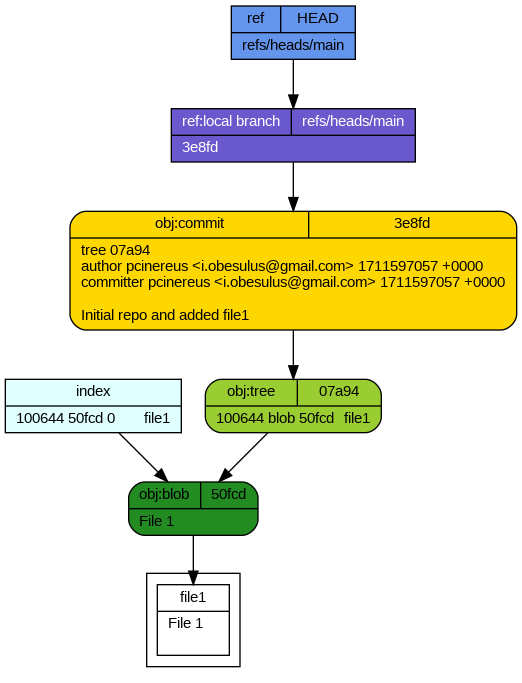 ref HEAD
refs/heads/main
ref:local branch refs/heads/main
3e8fd
obj:commit 3e8fd
tree 07a94
author pcinereus <i.obesulus@gmail.com> 1711597057 +0000
committer pcinereus <i.obesulus@gmail.com> 1711597057 +0000
Initial repo and added file1
index
100644 50fcd 0 file1
obj:tree 07a94
100644 blob 50fcd file1
obj:blob 50fcd
File 1
file1
File 1